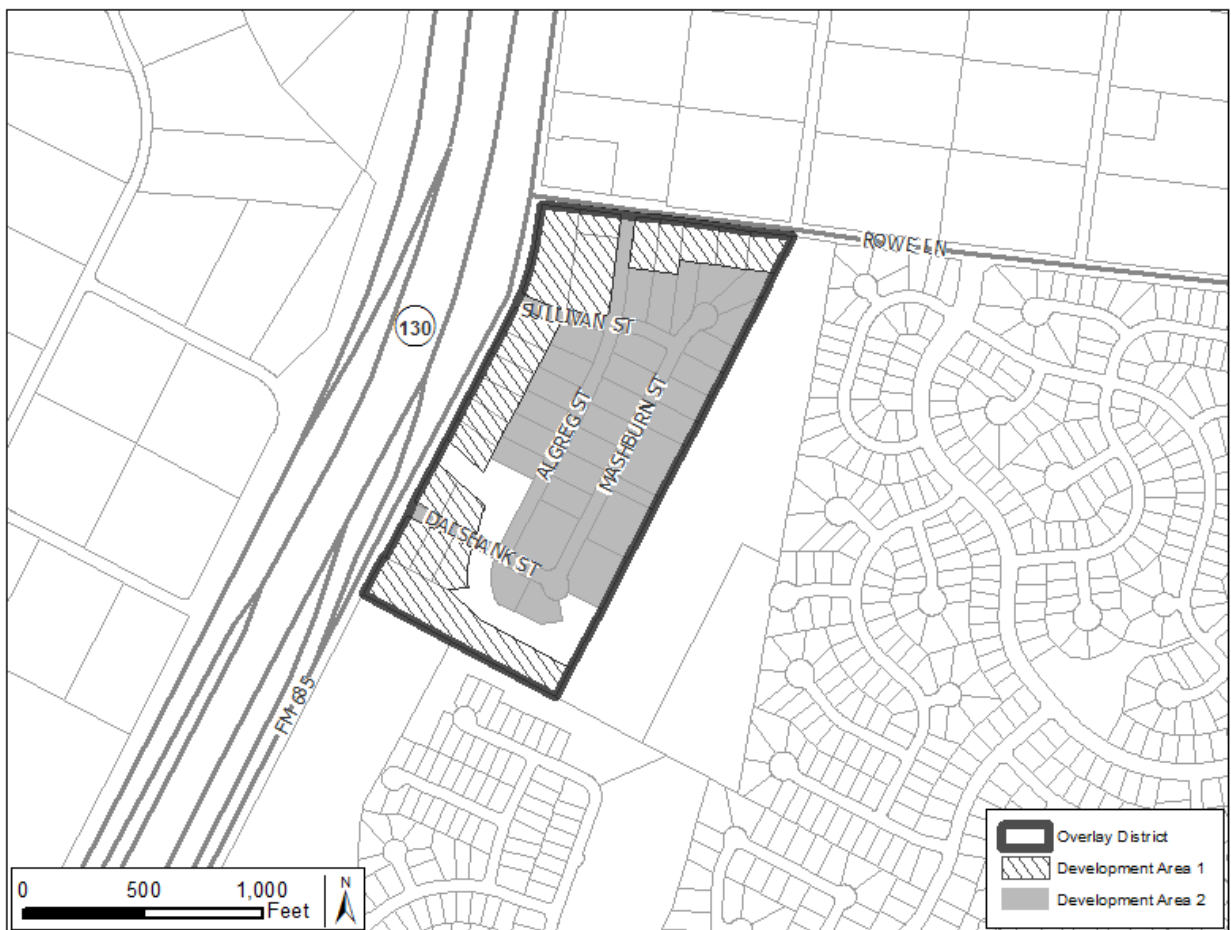 ROWE LN
SULLIVAN ST
130
ALGREG ST
MASHBURN ST
DALSHANK ST
FM 685
0 500 1,000
Feet
N
Overlay District
Development Area 1
Development Area 2